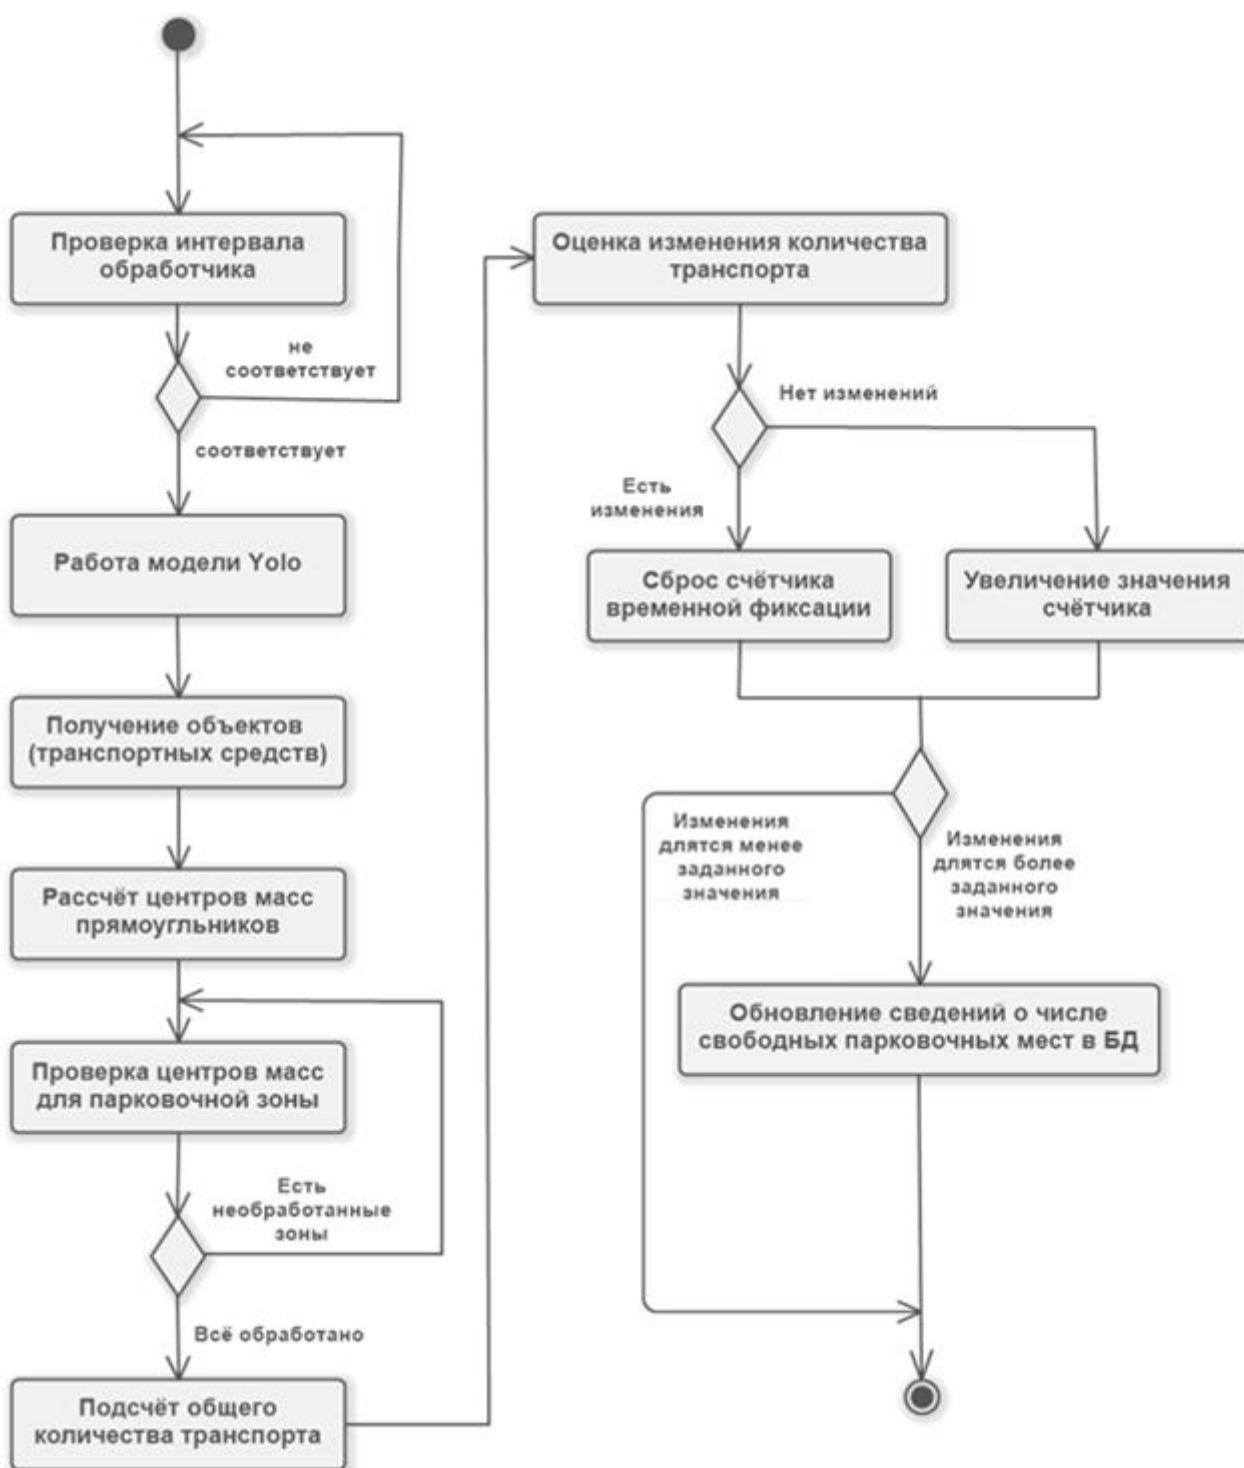 Проверка интервала
обработчика
не
соответствует
соответствует
Работа модели Yolo
Получение объектов
(транспортных средств)
Рассчёт центров масс
прямоугльников
Проверка центров масс
для парковочной зоны
Есть
необработанные
зоны
Всё обработано
Подсчёт общего
количества транспорта
Оценка изменения количества
транспорта
Нет изменений
Есть
изменения
Сброс счётчика
временной фиксации
Увеличение значения
счётчика
Изменения
длятся менее
заданного
значения
Изменения
длятся более
заданного
значения
Обновление сведений о числе
свободных парковочных мест в БД